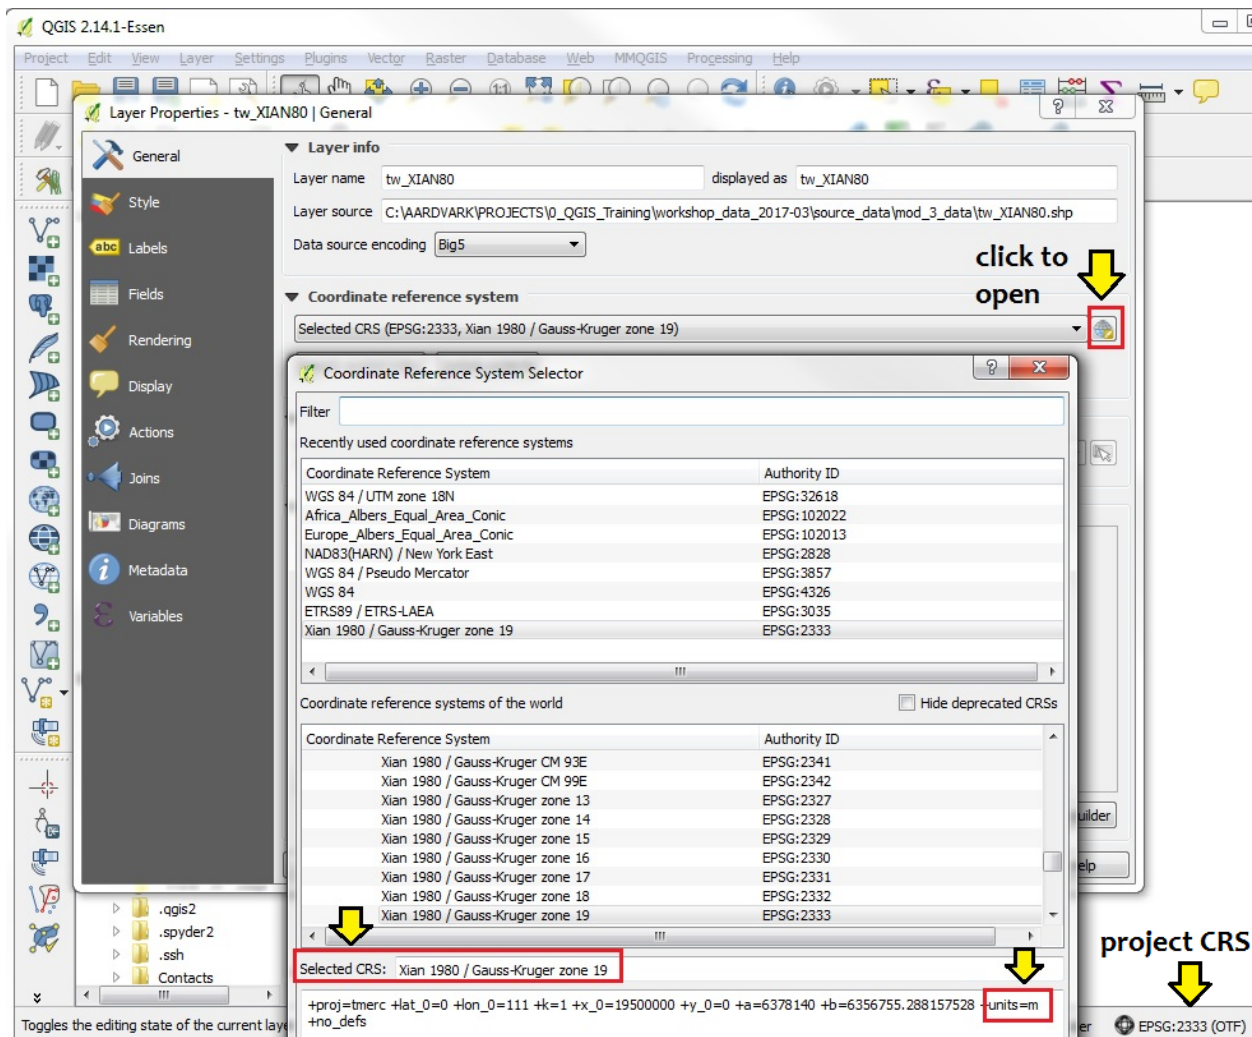 QGIS 2.14.1-Essen
Project Edit View Layer Settings Plugins Vector Raster Database Web MMQGIS Processing Help
Layer Properties - tw_XIAN80 | General
General
Style
Labels
Fields
Rendering
Display
Actions
Joins
Diagrams
Metadata
Variables
Layer info
Layer name tw_XIAN80 displayed as tw_XIAN80
Layer source C:\AARDVARK\PROJECTS\0_QGIS_Training\workshop_data_2017-03\source_data\mod_3_data\tw_XIAN80.shp
Data source encoding Big5
click to
open
Coordinate reference system
Selected CRS (EPSG:2333, Xian 1980 / Gauss-Kruger zone 19)
Coordinate Reference System Selector
Filter
Recently used coordinate reference systems
Coordinate Reference System Authority ID
WGS 84 / UTM zone 18N EPSG:32618
Africa_Albers_Equal_Area_Conic EPSG:102022
Europe_Albers_Equal_Area_Conic EPSG:102013
NAD83(HARN) / New York East EPSG:2828
WGS 84 / Pseudo Mercator EPSG:3857
WGS 84 EPSG:4326
ETRS89 / ETRS-LAEA EPSG:3035
Xian 1980 / Gauss-Kruger zone 19 EPSG:2333
Coordinate reference systems of the world Hide deprecated CRSs
Coordinate Reference System Authority ID
Xian 1980 / Gauss-Kruger CM 93E EPSG:2341
Xian 1980 / Gauss-Kruger CM 99E EPSG:2342
Xian 1980 / Gauss-Kruger zone 13 EPSG:2327
Xian 1980 / Gauss-Kruger zone 14 EPSG:2328
Xian 1980 / Gauss-Kruger zone 15 EPSG:2329
Xian 1980 / Gauss-Kruger zone 16 EPSG:2330
Xian 1980 / Gauss-Kruger zone 17 EPSG:2331
Xian 1980 / Gauss-Kruger zone 18 EPSG:2332
Xian 1980 / Gauss-Kruger zone 19 EPSG:2333
uilder
elp
.qgis2
.spyder2
.ssh
Contacts
project CRS
Selected CRS: Xian 1980 / Gauss-Kruger zone 19
+proj=tmerc +lat_0=0 +lon_0=111 +k=1 +x_0=19500000 +y_0=0 +a=6378140 +b=6356755.288157528 +units=m
+no_defs
Toggles the editing state of the current laye
er EPSG:2333 (OTF)